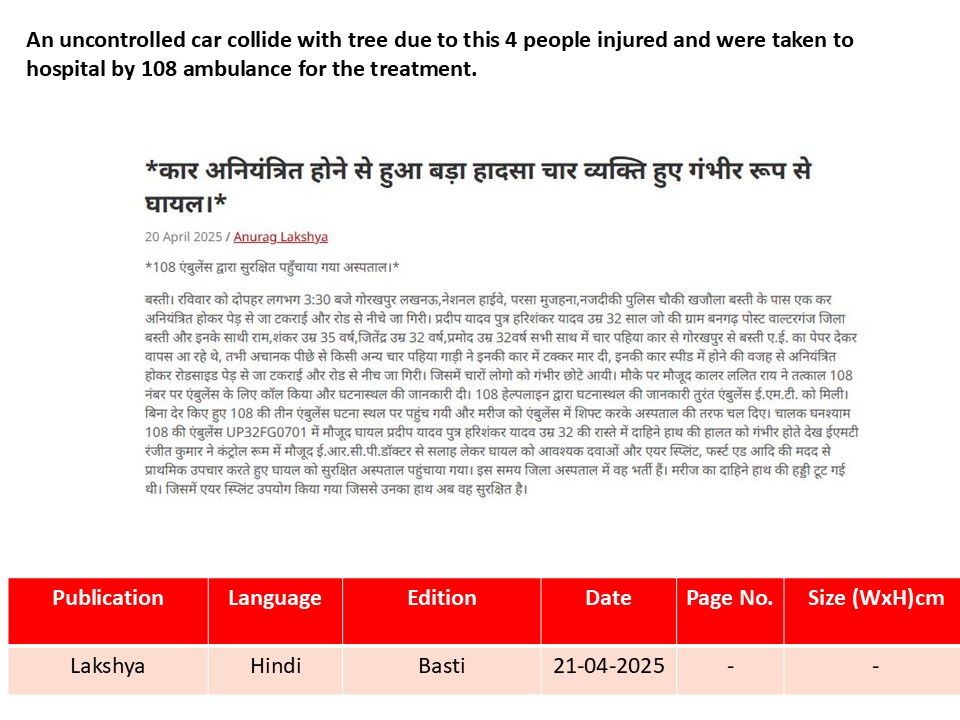 An uncontrolled car collide with tree due to this 4 people injured and were taken to
hospital by 108 ambulance for the treatment.
*कार अनियंत्रित होने से हुआ बड़ा हादसा चार व्यक्ति हुए गंभीर रूप से
घायल।*
20 April 2025 / Anurag Lakshya
*108 एंबुलेंस द्वारा सुरक्षित पहुँचाया गया अस्पताल।*
बस्ती। रविवार को दोपहर लगभग 3:30 बजे गोरखपुर लखनऊ,नेशनल हाईवे, परसा मुजहना,नजदीकी पुलिस चौकी खजौला बस्ती के पास एक कर
अनियंत्रित होकर पेड़ से जा टकराई और रोड से नीचे जा गिरी। प्रदीप यादव पुत्र हरिशंकर यादव उम्र 32 साल जो की ग्राम बनगढ़ पोस्ट वाल्टरगंज जिला
बस्ती और इनके साथी राम,शंकर उम्र 35 वर्ष,जितेंद्र उम्र 32 वर्ष,प्रमोद उम्र 32वर्ष सभी साथ में चार पहिया कार से गोरखपुर से बस्ती ए.ई. का पेपर देकर
वापस आ रहे थे, तभी अचानक पीछे से किसी अन्य चार पहिया गाड़ी ने इनकी कार में टक्कर मार दी, इनकी कार स्पीड में होने की वजह से अनियंत्रित
होकर रोडसाइड पेड़ से जा टकराई और रोड से नीच जा गिरी। जिसमें चारों लोगो को गंभीर छोटे आयी। मौके पर मौजूद कालर ललित राय ने तत्काल 108
नंबर पर एंबुलेंस के लिए कॉल किया और घटनास्थल की जानकारी दी। 108 हेल्पलाइन द्वारा घटनास्थल की जानकारी तुरंत एंबुलेंस ई.एम.टी. को मिली।
बिना देर किए हुए 108 की तीन एंबुलेंस घटना स्थल पर पहुंच गयी और मरीज को एंबुलेंस में शिफ्ट करके अस्पताल की तरफ चल दिए। चालक घनश्याम
108 की एंबुलेंस UP32FG0701 में मौजूद घायल प्रदीप यादव पुत्र हरिशंकर यादव उम्र 32 की रास्ते में दाहिने हाथ की हालत को गंभीर होते देख ईएमटी
रंजीत कुमार ने कंट्रोल रूम में मौजूद ई.आर.सी.पी.डॉक्टर से सलाह लेकर घायल को आवश्यक दवाओं और एयर स्प्लिंट, फर्स्ट एड आदि की मदद से
प्राथमिक उपचार करते हुए घायल को सुरक्षित अस्पताल पहुंचाया गया। इस समय जिला अस्पताल में वह भर्ती हैं। मरीज का दाहिने हाथ की हड्डी टूट गई
थी। जिसमें एयर स्प्लिंट उपयोग किया गया जिससे उनका हाथ अब वह सुरक्षित है।
Publication Language Edition Date Page No. Size (WxH)cm
Lakshya Hindi Basti 21-04-2025 - -